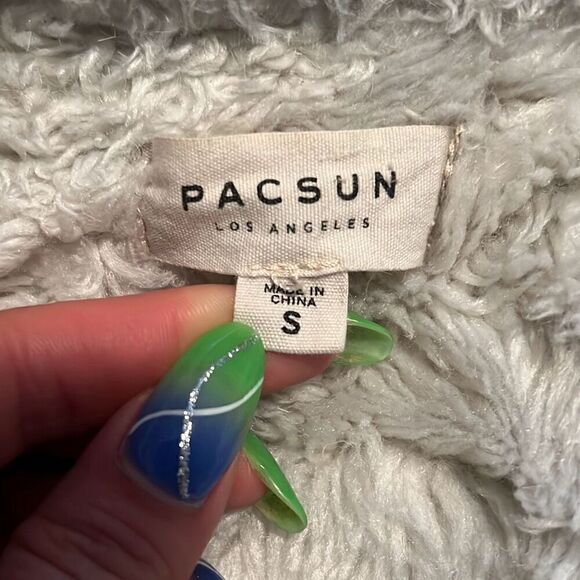 PACSUN
LOS ANGELES
MADE IN
CHINA
S